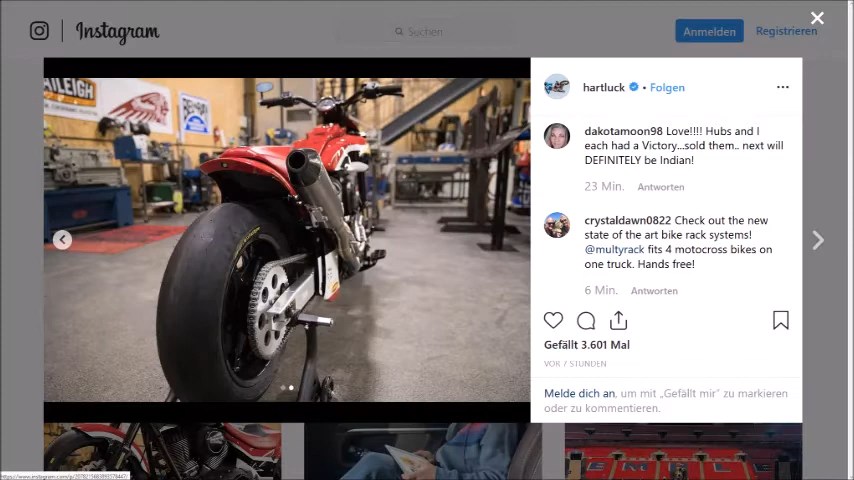 Instagram
Suchen
Anmelden
Registrieren
hartluck • Folgen
dakotamoon98 Love!!!! Hubs and I
each had a Victory...sold them.. next will
DEFINITELY be Indian!
23 Min. Antworten
crystaldawn0822 Check out the new
state of the art bike rack systems!
@multyrack fits 4 motocross bikes on
one truck. Hands free!
6 Min. Antworten
Gefällt 3.601 Mal
VOR 7 STUNDEN
Melde dich an, um mit „Gefällt mir" zu markieren
oder zu kommentieren.